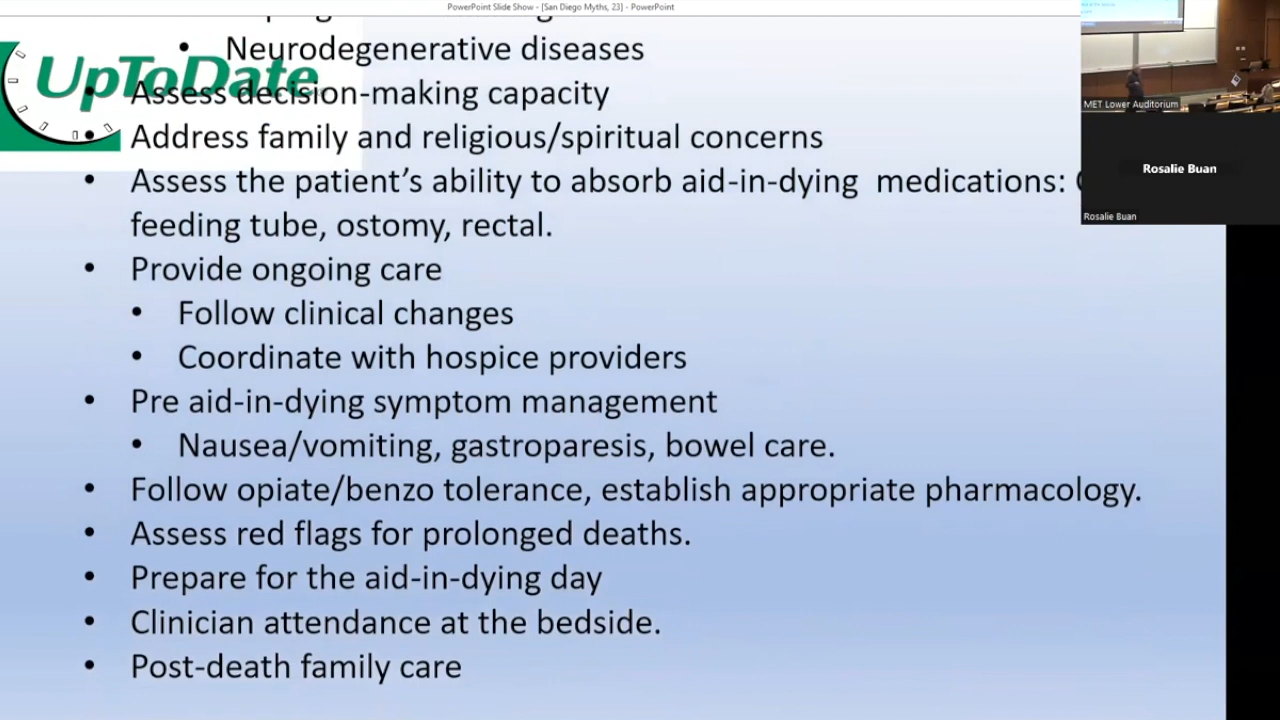 PowerPoint Slide Show - [San Diego Myths, 23] - PowerPoint
• Neurodegenerative diseases
UpToDate
• Assess decision-making capacity
• Address family and religious/spiritual concerns
• Assess the patient’s ability to absorb aid-in-dying medications:
feeding tube, ostomy, rectal.
• Provide ongoing care
• Follow clinical changes
• Coordinate with hospice providers
• Pre aid-in-dying symptom management
• Nausea/vomiting, gastroparesis, bowel care.
• Follow opiate/benzo tolerance, establish appropriate pharmacology.
• Assess red flags for prolonged deaths.
• Prepare for the aid-in-dying day
• Clinician attendance at the bedside.
• Post-death family care
MET Lower Auditorium
Rosalie Buan
Rosalie Buan